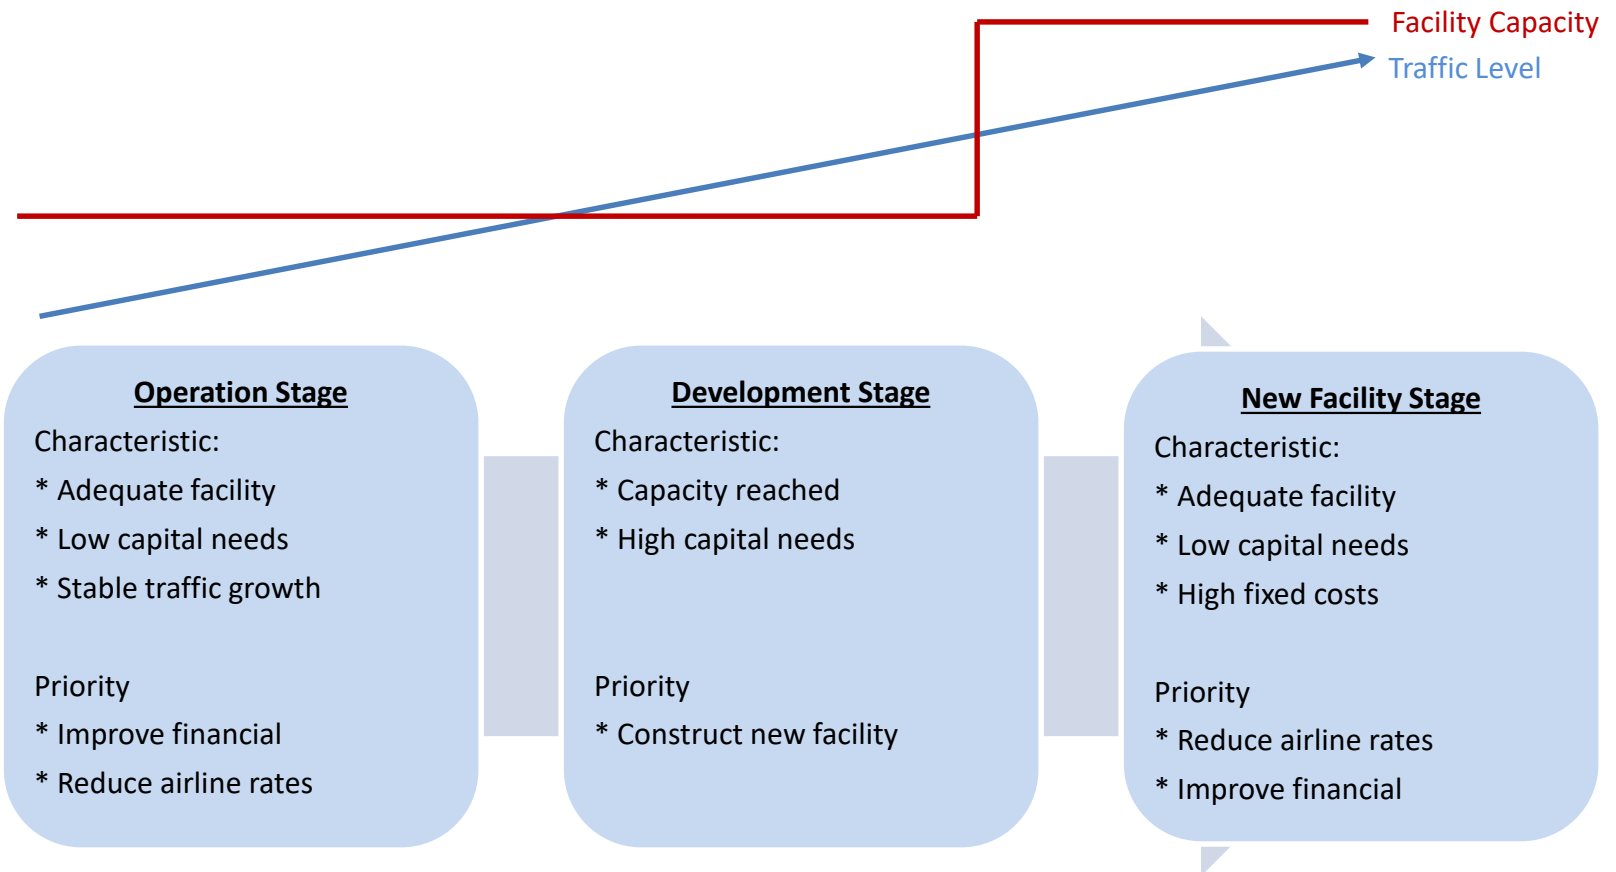 Facility Capacity
Traffic Level
Operation Stage
Characteristic:
* Adequate facility
* Low capital needs
* Stable traffic growth
Priority
* Improve financial
* Reduce airline rates
Development Stage
Characteristic:
* Capacity reached
* High capital needs
Priority
* Construct new facility
New Facility Stage
Characteristic:
* Adequate facility
* Low capital needs
* High fixed costs
Priority
* Reduce airline rates
* Improve financial